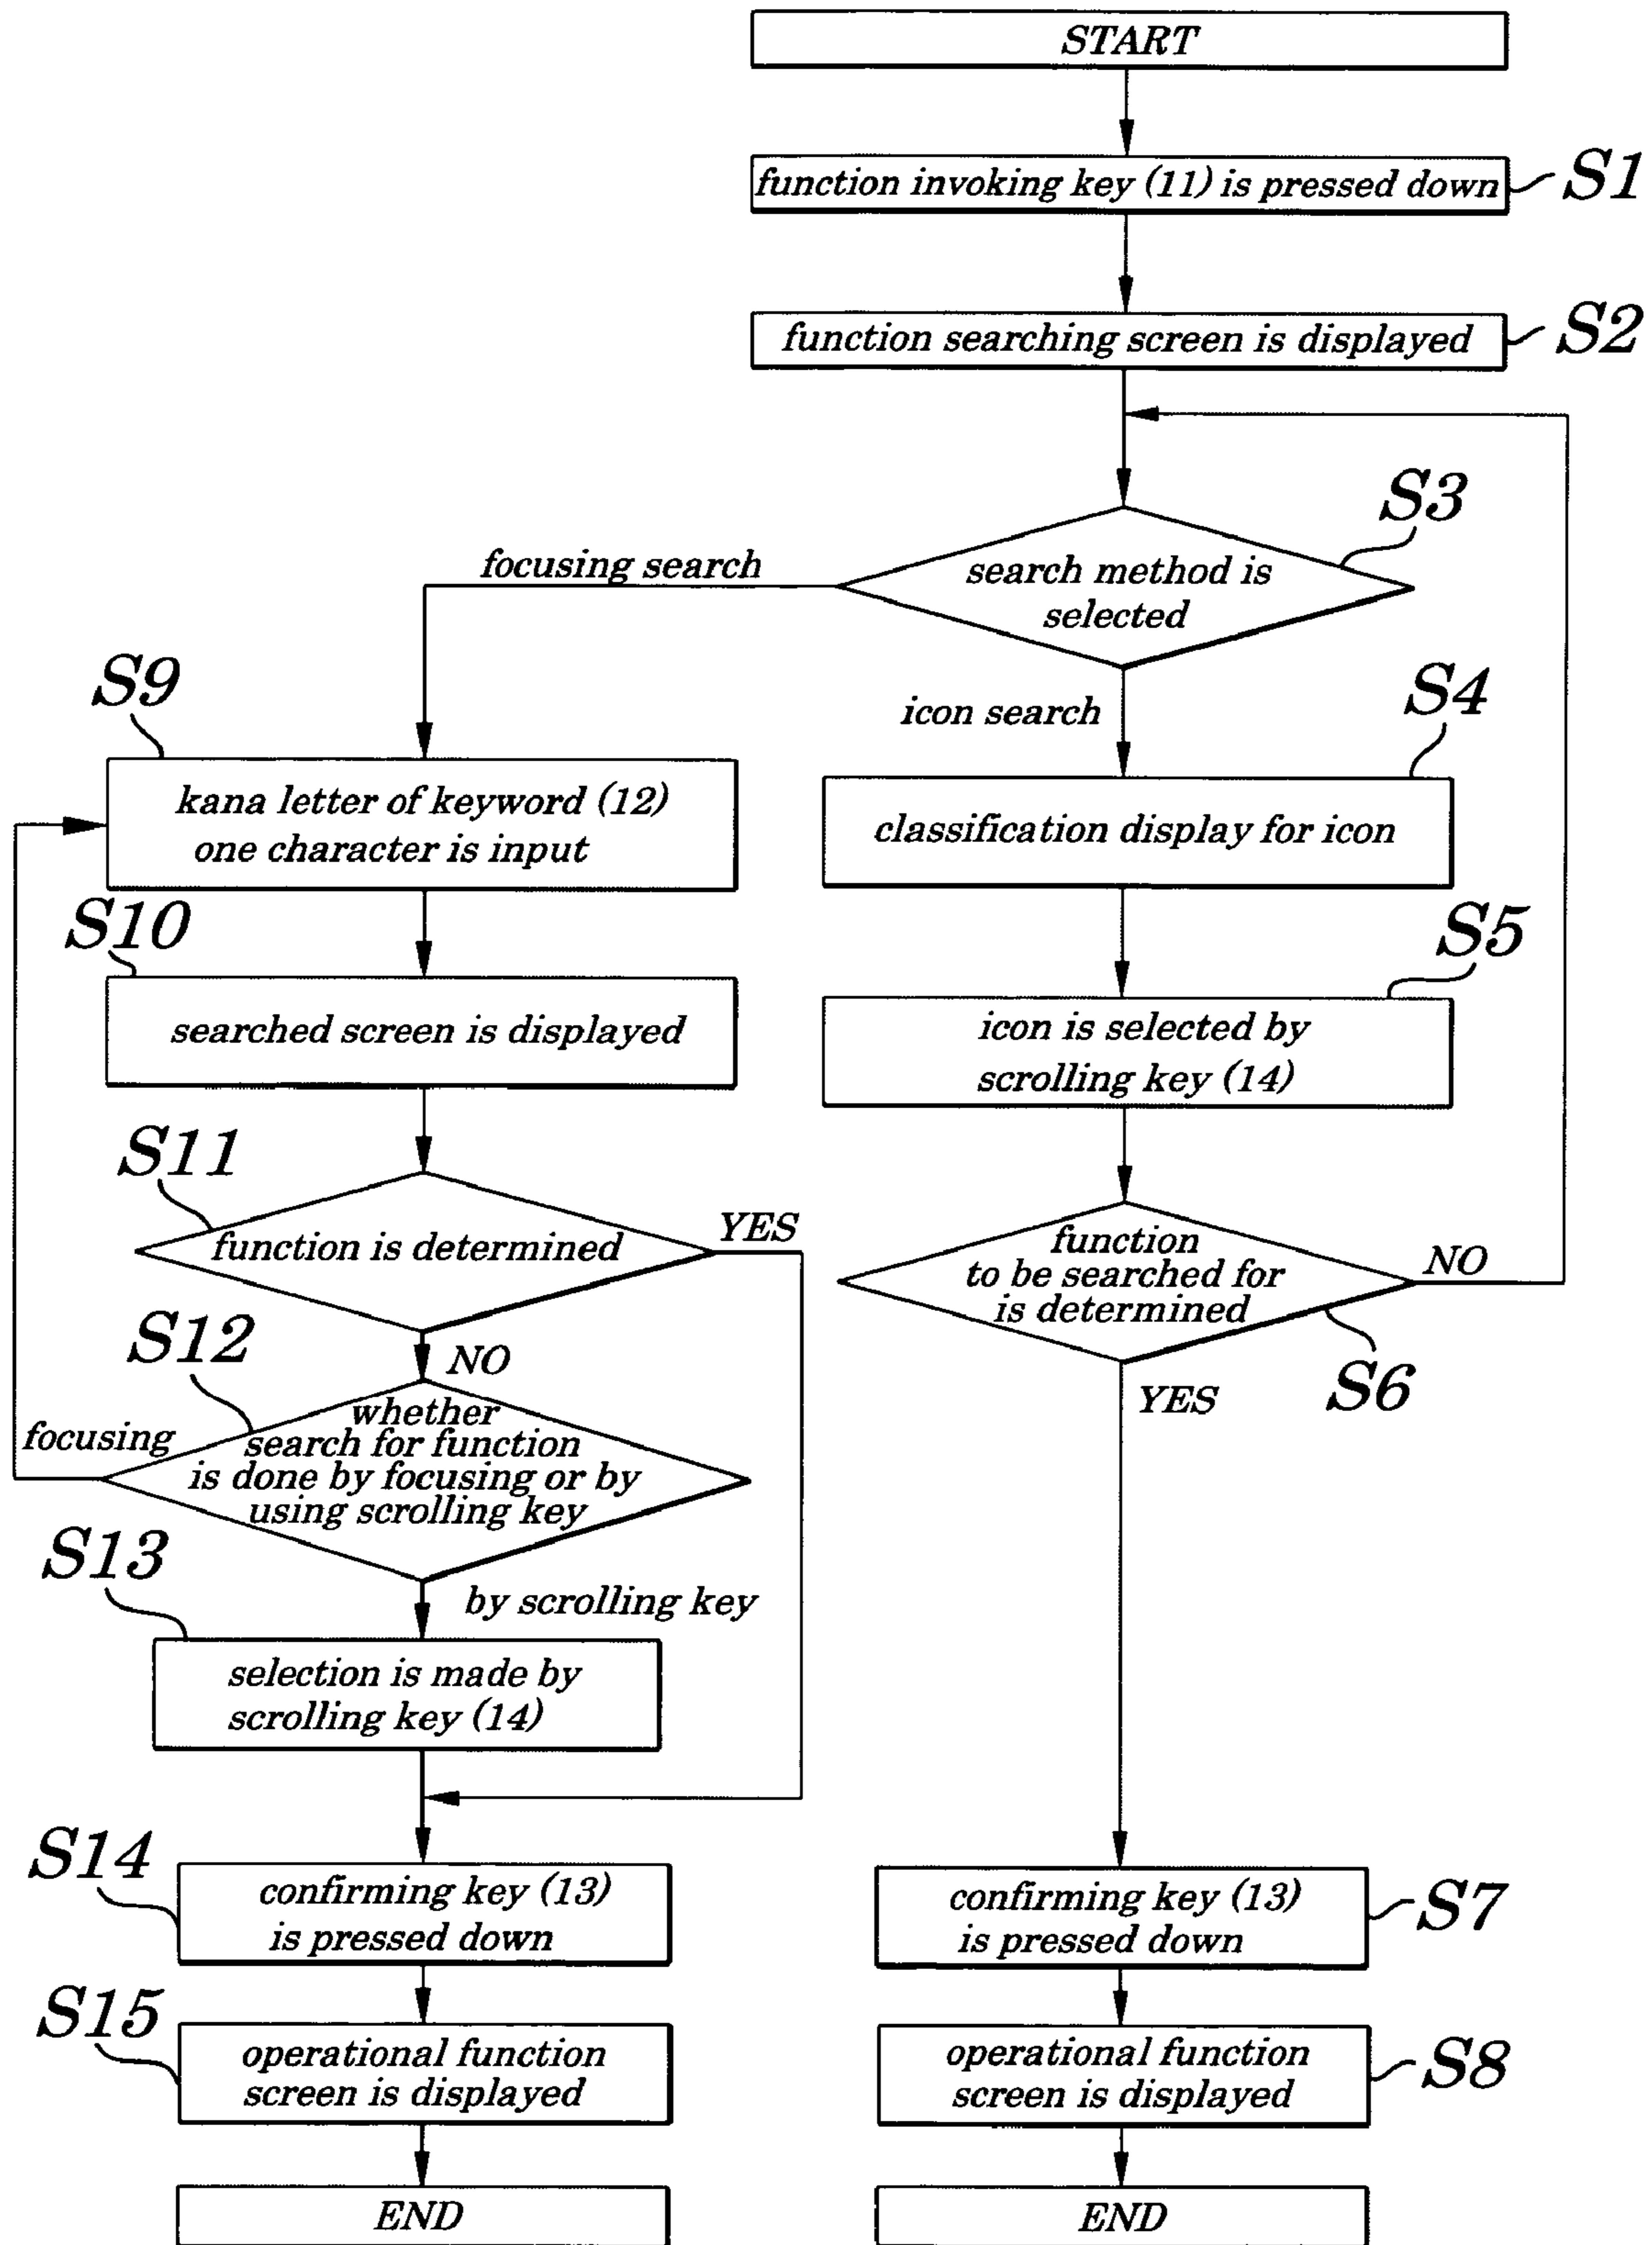 START
function invoking key (11) is pressed down
S1
function searching screen is displayed
S2
S3
search method is
selected
focusing search
icon search
S9
kana letter of keyword (12)
one character is input
S4
classification display for icon
S10
searched screen is displayed
S5
icon is selected by
scrolling key (14)
S11
function is determined
YES
NO
function
to be searched for
is determined
NO
S6
YES
S12
whether
search for function
is done by focusing or by
using scrolling key
focusing
by scrolling key
S13
selection is made by
scrolling key (14)
S14
confirming key (13)
is pressed down
confirming key (13)
is pressed down
S7
S15
operational function
screen is displayed
operational function
screen is displayed
S8
END
END